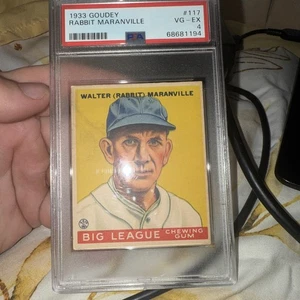 1933 GOUDEY #117
RABBIT MARANVILLE VG-EX
4
PSA 68681194
WALTER (RABBIT) MARANVILLE
BIG LEAGUE CHEWING GUM